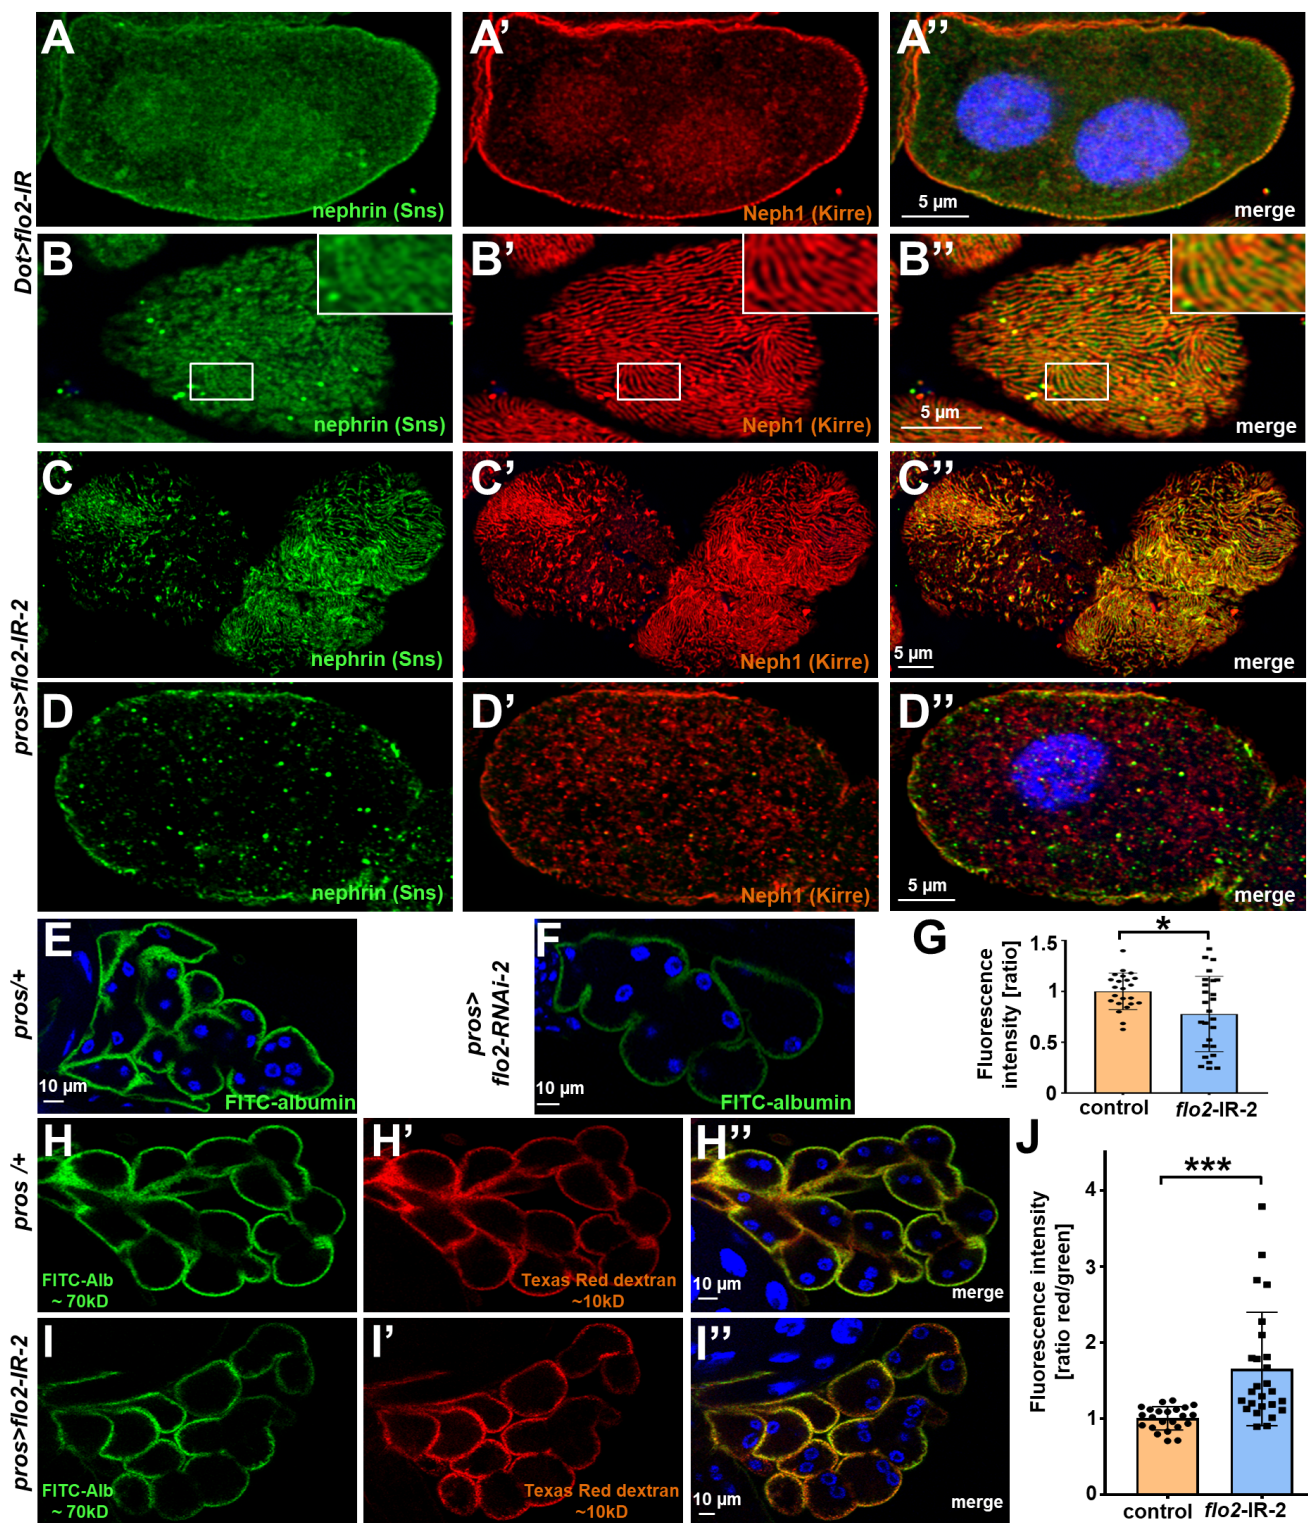 Dot>flo2-IR
A
nephrin (Sns)
A’
Neph1 (Kirre)
A’’
5 µm
merge
B
nephrin (Sns)
B’
Neph1 (Kirre)
B’’
5 µm
merge
pros>flo2-IR-2
C
nephrin (Sns)
C’
Neph1 (Kirre)
C’’
5 µm
merge
D
nephrin (Sns)
D’
Neph1 (Kirre)
D’’
5 µm
merge
pros/+
E
10 µm
FITC-albumin
pros>
flo2-RNAi-2
F
10 µm
FITC-albumin
G
Fluorescence
intensity [ratio]
1.5
1
0.5
0
*
control
flo2-IR-2
pros /+
H
FITC-Alb
~ 70kD
H’
Texas Red dextran
~10kD
H’’
10 µm
merge
pros>flo2-IR-2
I
FITC-Alb
~ 70kD
I’
Texas Red dextran
~10kD
I’’
10 µm
merge
J
Fluorescence intensity
[ratio red/green]
4
3
2
1
0
***
control
flo2-IR-2